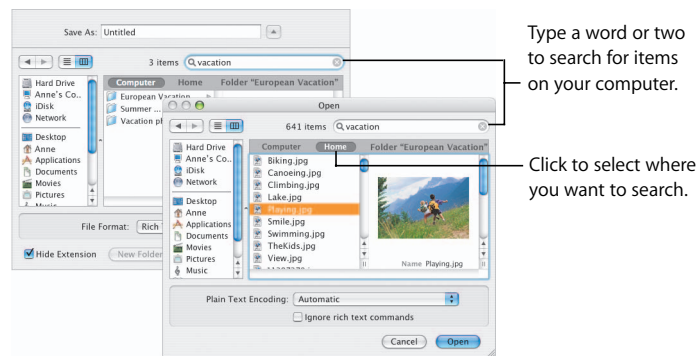 Save As: Untitled
3 items vacation
Computer Home Folder "European Vacation"
Hard Drive
Anne's Co..
iDisk
Network
Desktop
Anne
Applications
Documents
Movies
Pictures
Music
European Vacation
Summer ...
Vacation
File Format: Rich
Hide Extension
New Folder
Open
641 items vacation
Computer Home Folder "European Vacation"
Hard Drive
Anne's Co..
iDisk
Network
Desktop
Anne
Applications
Documents
Movies
Pictures
Music
Biking.jpg
Canoeing.jpg
Climbing.jpg
Lake.jpg
Playing.jpg
Smile.jpg
Swimming.jpg
TheKids.jpg
View.jpg
Name Playing.jpg
Plain Text Encoding: Automatic
Ignore rich text commands
Cancel Open
Type a word or two
to search for items
on your computer.
Click to select where
you want to search.